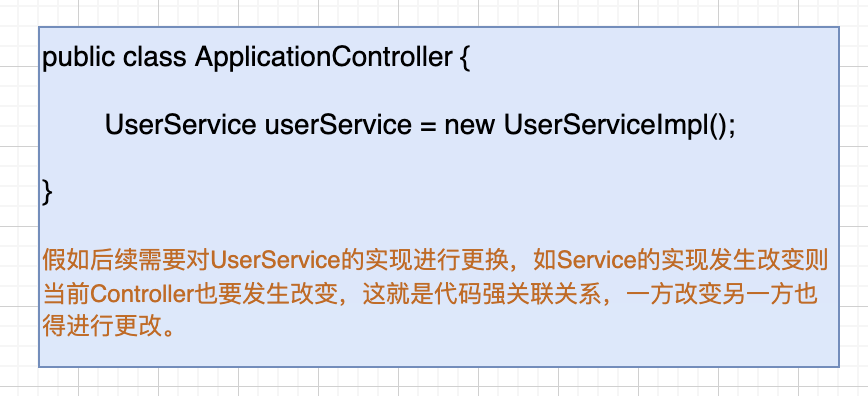 public class ApplicationController {
UserService userService = new UserServiceImpl();
}
假如后续需要对UserService的实现进行更换，如Service的实现发生改变则
当前Controller也要发生改变，这就是代码强关联关系，一方改变另一方也
得进行更改。